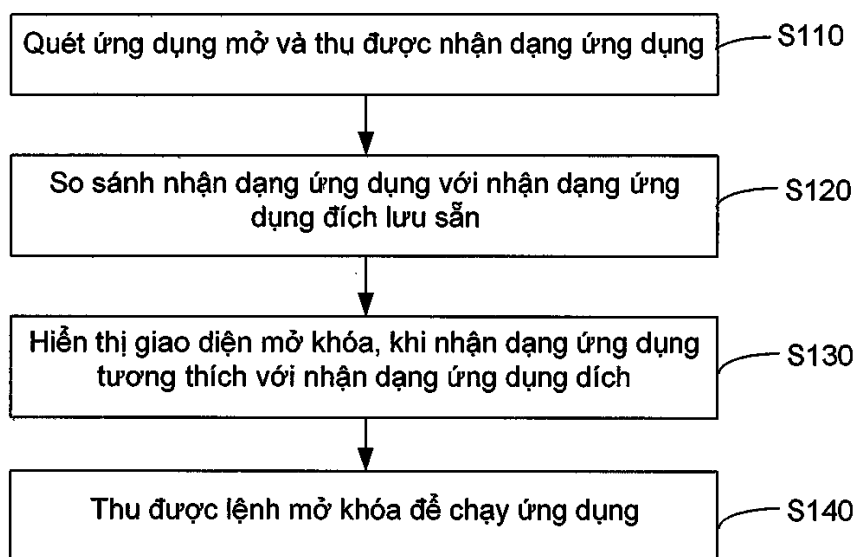 Quét ứng dụng mở và thu được nhận dạng ứng dụng
S110
So sánh nhận dạng ứng dụng với nhận dạng ứng
dụng đích lưu sẵn
S120
Hiển thị giao diện mở khóa, khi nhận dạng ứng dụng
tương thích với nhận dạng ứng dụng dích
S130
Thu được lệnh mở khóa để chạy ứng dụng
S140